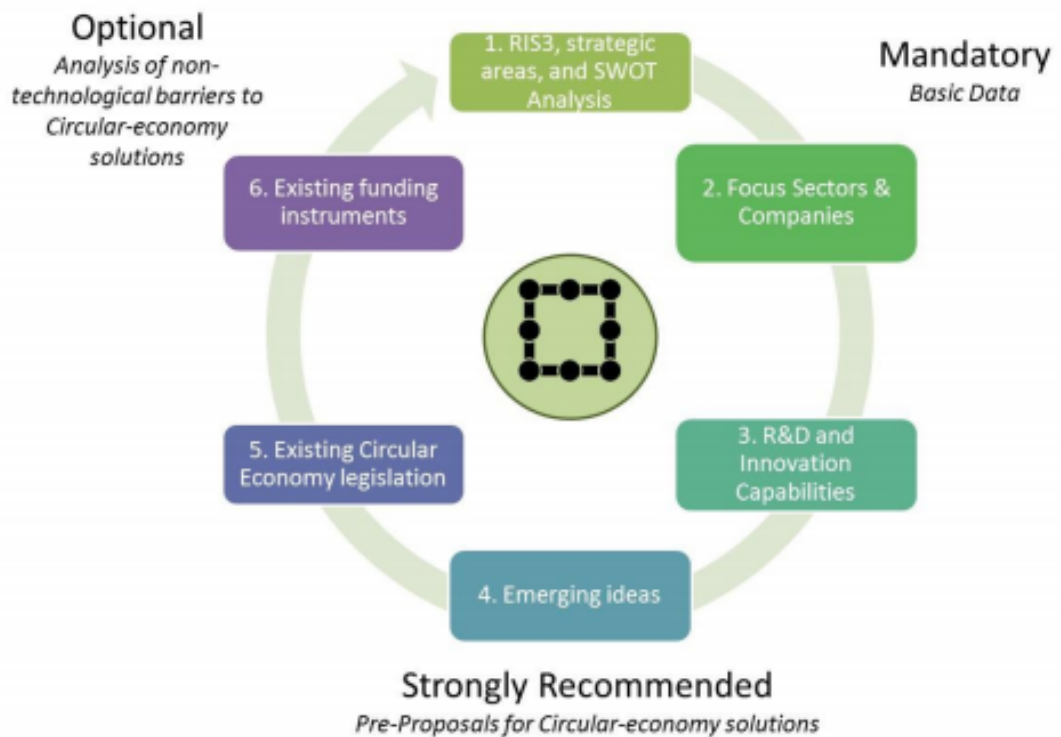 Optional
Analysis of non-
technological barriers to
Circular-economy
solutions
1. RIS3, strategic
areas, and SWOT
Analysis
Mandatory
Basic Data
2. Focus Sectors &
Companies
3. R&D and
Innovation
Capabilities
4. Emerging ideas
Strongly Recommended
Pre-Proposals for Circular-economy solutions
5. Existing Circular
Economy legislation
6. Existing funding
instruments